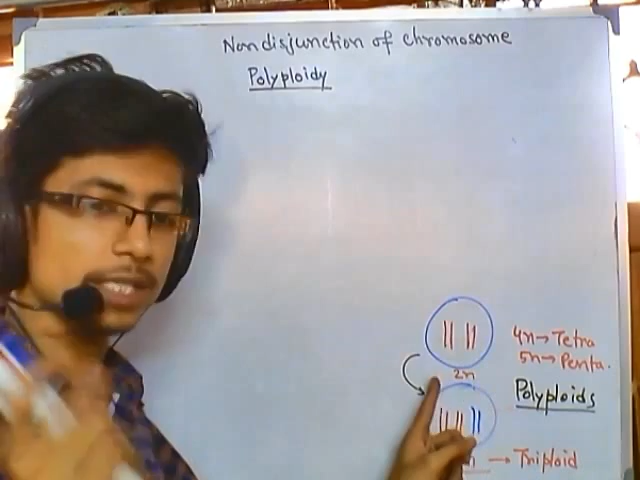 Nondisjunction of chromosome
Polyploidy
4n → Tetra
5n → Penta.
2n
Polyploids
n → Triploid